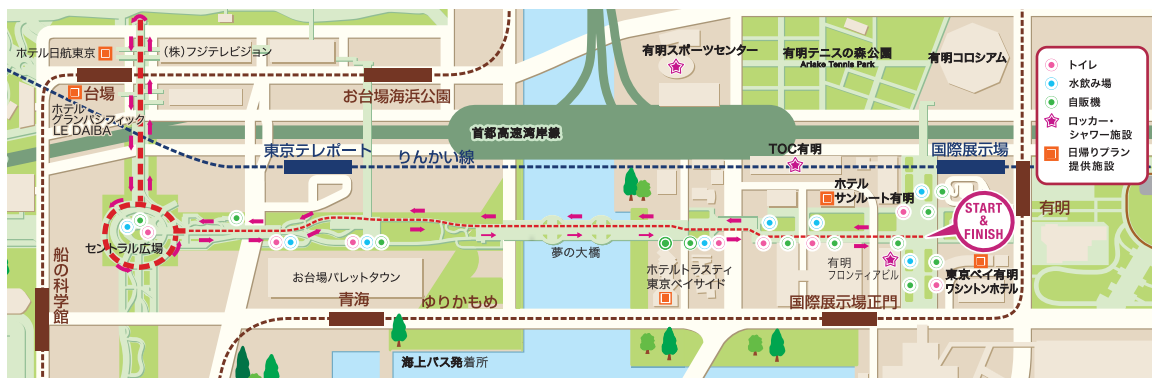 ホテル日航東京
(株)フジテレビジョン
台場
ホテル
グランパシフィック
LE DAIBA
お台場海浜公園
首都高速湾岸線
有明スポーツセンター
有明テニスの森公園
Ariake Tennis Park
有明コロシアム
トイレ
水飲み場
自販機
ロッカー・
シャワー施設
日帰りプラン
提供施設
東京テレポート
りんかい線
TOC有明
国際展示場
ホテル
サンルート有明
有明
START
&
FINISH
セントラル広場
夢の大橋
船の科学館
お台場パレットタウン
青海
ゆりかもめ
ホテルトラスティ
東京ベイサイド
有明
フロンティアビル
東京ベイ有明
ワシントンホテル
国際展示場正門
海上バス発着所